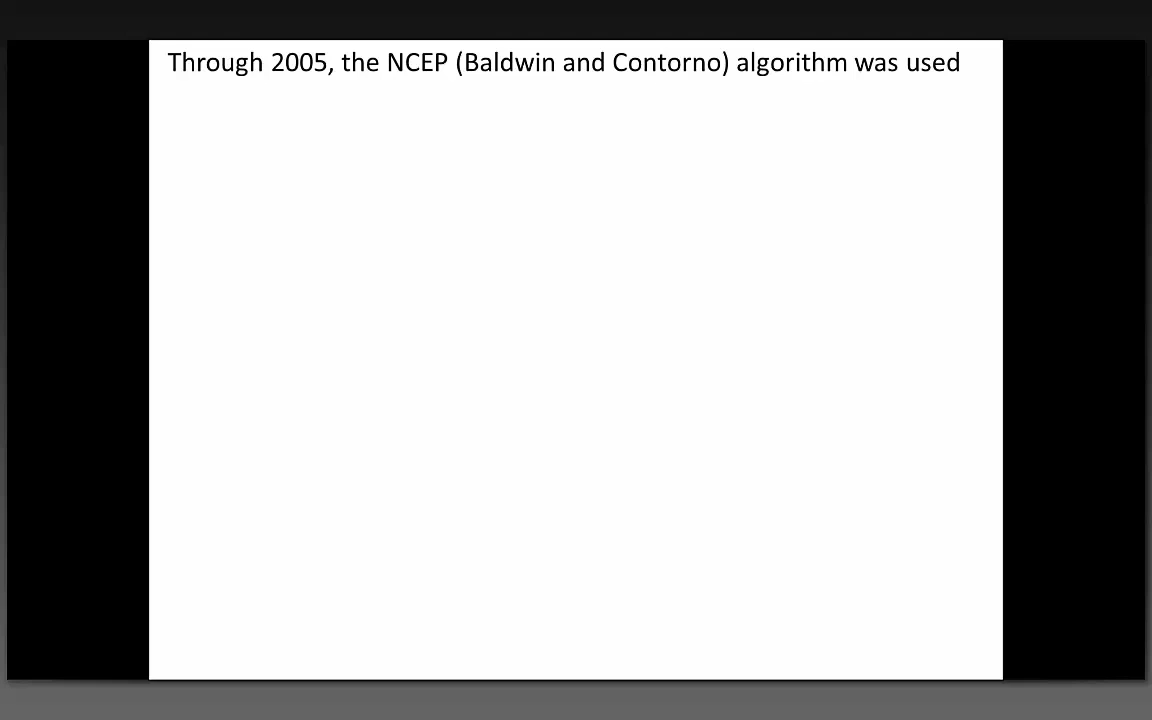 Through 2005, the NCEP (Baldwin and Contorno) algorithm was used